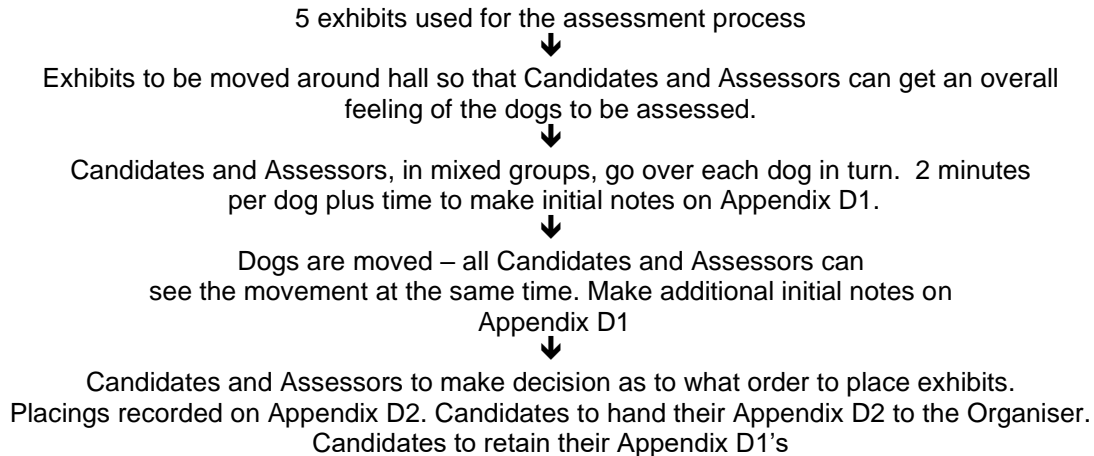 5 exhibits used for the assessment process
🡻
Exhibits to be moved around hall so that Candidates and Assessors can get an overall
feeling of the dogs to be assessed.
🡻
Candidates and Assessors, in mixed groups, go over each dog in turn.  2 minutes
per dog plus time to make initial notes on Appendix D1.
🡻
Dogs are moved – all Candidates and Assessors can
see the movement at the same time. Make additional initial notes on
Appendix D1
🡻
Candidates and Assessors to make decision as to what order to place exhibits.
Placings recorded on Appendix D2. Candidates to hand their Appendix D2 to the Organiser.
Candidates to retain their Appendix D1's